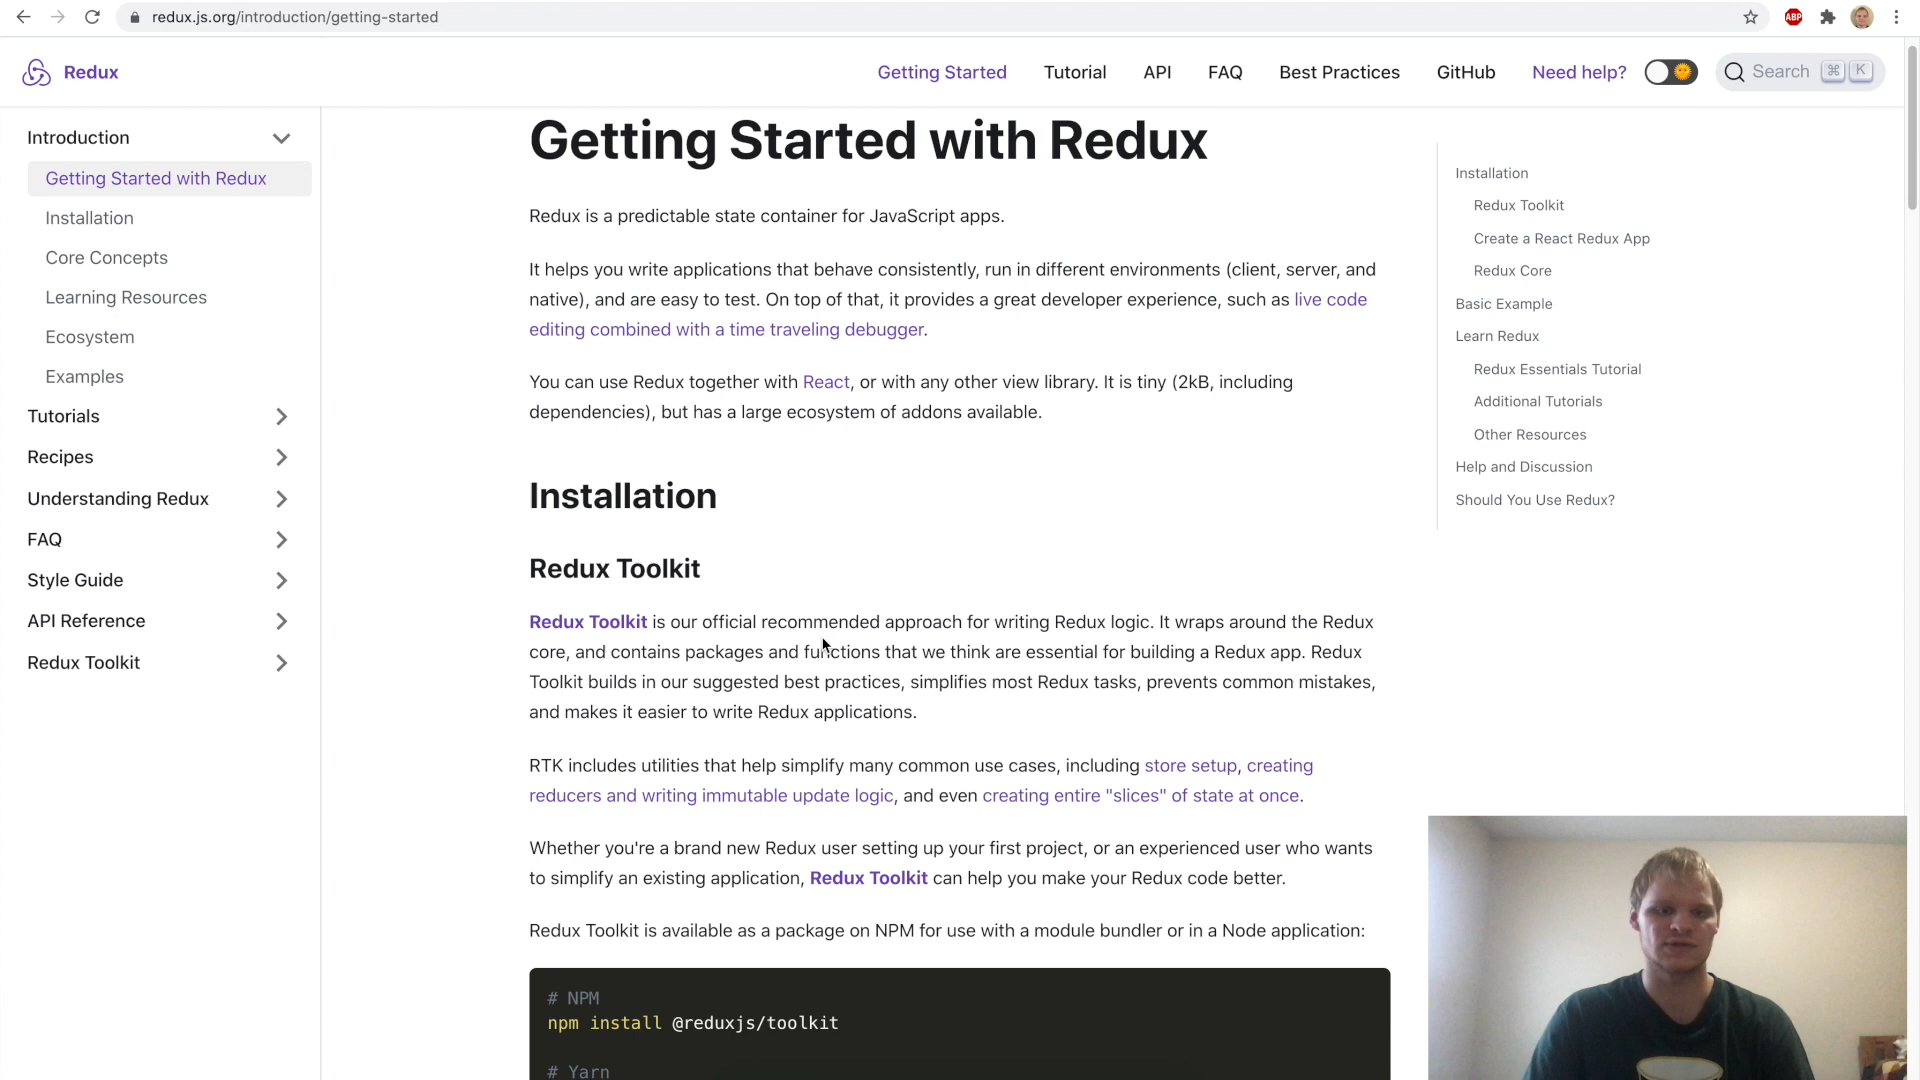 redux.js.org/introduction/getting-started
ABP
Redux
Getting Started
Tutorial
API
FAQ
Best Practices
GitHub
Need help?
Search ⌘ K
Introduction
Getting Started with Redux
Installation
Core Concepts
Learning Resources
Ecosystem
Examples
Tutorials
Recipes
Understanding Redux
FAQ
Style Guide
API Reference
Redux Toolkit
Getting Started with Redux
Redux is a predictable state container for JavaScript apps.
It helps you write applications that behave consistently, run in different environments (client, server, and
native), and are easy to test. On top of that, it provides a great developer experience, such as live code
editing combined with a time traveling debugger.
You can use Redux together with React, or with any other view library. It is tiny (2kB, including
dependencies), but has a large ecosystem of addons available.
Installation
Redux Toolkit
Redux Toolkit is our official recommended approach for writing Redux logic. It wraps around the Redux
core, and contains packages and functions that we think are essential for building a Redux app. Redux
Toolkit builds in our suggested best practices, simplifies most Redux tasks, prevents common mistakes,
and makes it easier to write Redux applications.
RTK includes utilities that help simplify many common use cases, including store setup, creating
reducers and writing immutable update logic, and even creating entire "slices" of state at once.
Whether you're a brand new Redux user setting up your first project, or an experienced user who wants
to simplify an existing application, Redux Toolkit can help you make your Redux code better.
Redux Toolkit is available as a package on NPM for use with a module bundler or in a Node application:
# NPM
npm install @reduxjs/toolkit
# Yarn
Installation
Redux Toolkit
Create a React Redux App
Redux Core
Basic Example
Learn Redux
Redux Essentials Tutorial
Additional Tutorials
Other Resources
Help and Discussion
Should You Use Redux?